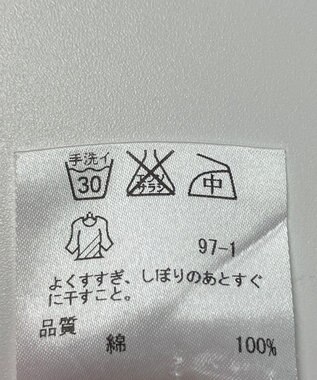 手洗イ
30
エンソ
サラシ
中
97-1
よくすすぎ、しぼりのあとすぐ
に干すこと。
品質
綿 100%